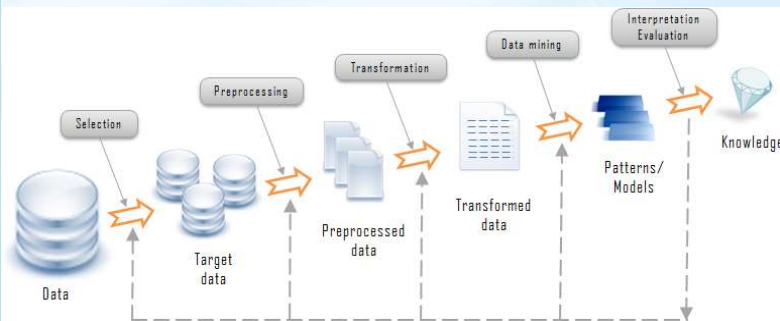 Interpretation
Evaluation
Data mining
Transformation
Preprocessing
Selection
Knowledge
Patterns/
Models
Transformed
data
Preprocessed
data
Target
data
Data